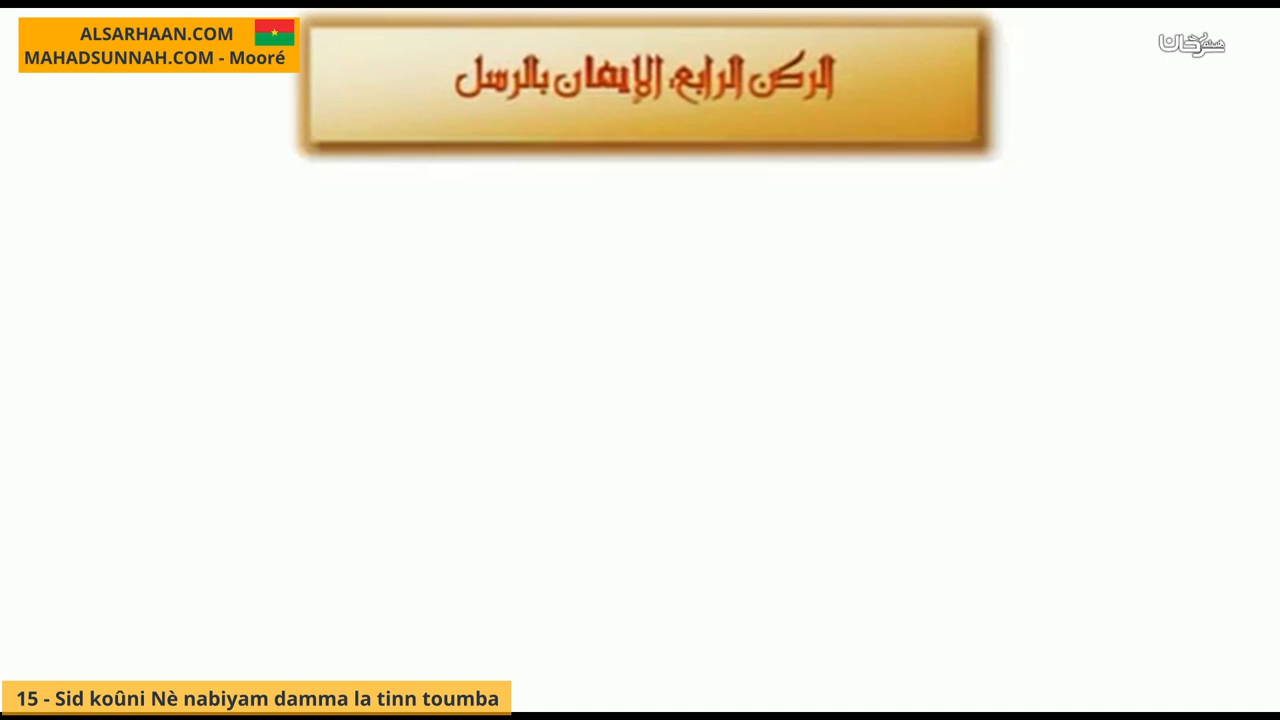 ALSARHAAN.COM
MAHADSUNNAH.COM - Mooré
الركن الرابع: الإيمان بالرسل
15 - Sid koûni Nè nabiyam damma la tinn toumba